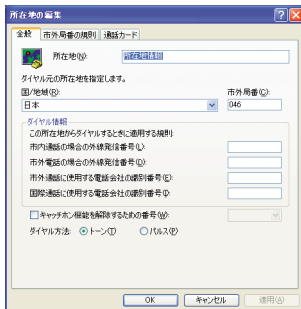 所在地の編集
全般 市外局番の規則 通話カード
所在地(N): 所在地情報
ダイヤル元の所在地を指定します。
国/地域(R): 市外局番(C):
日本 046
ダイヤル情報
この所在地からダイヤルするときに適用する規則:
市内通話の場合の外線発信番号(L):
市外電話の場合の外線発信番号(D):
市外通話に使用する電話会社の識別番号(E):
国際通話に使用する電話会社の識別番号(I):
キャッチホン機能を解除するための番号(W):
ダイヤル方法: トーン(T) パルス(P)
OK キャンセル 適用(A)